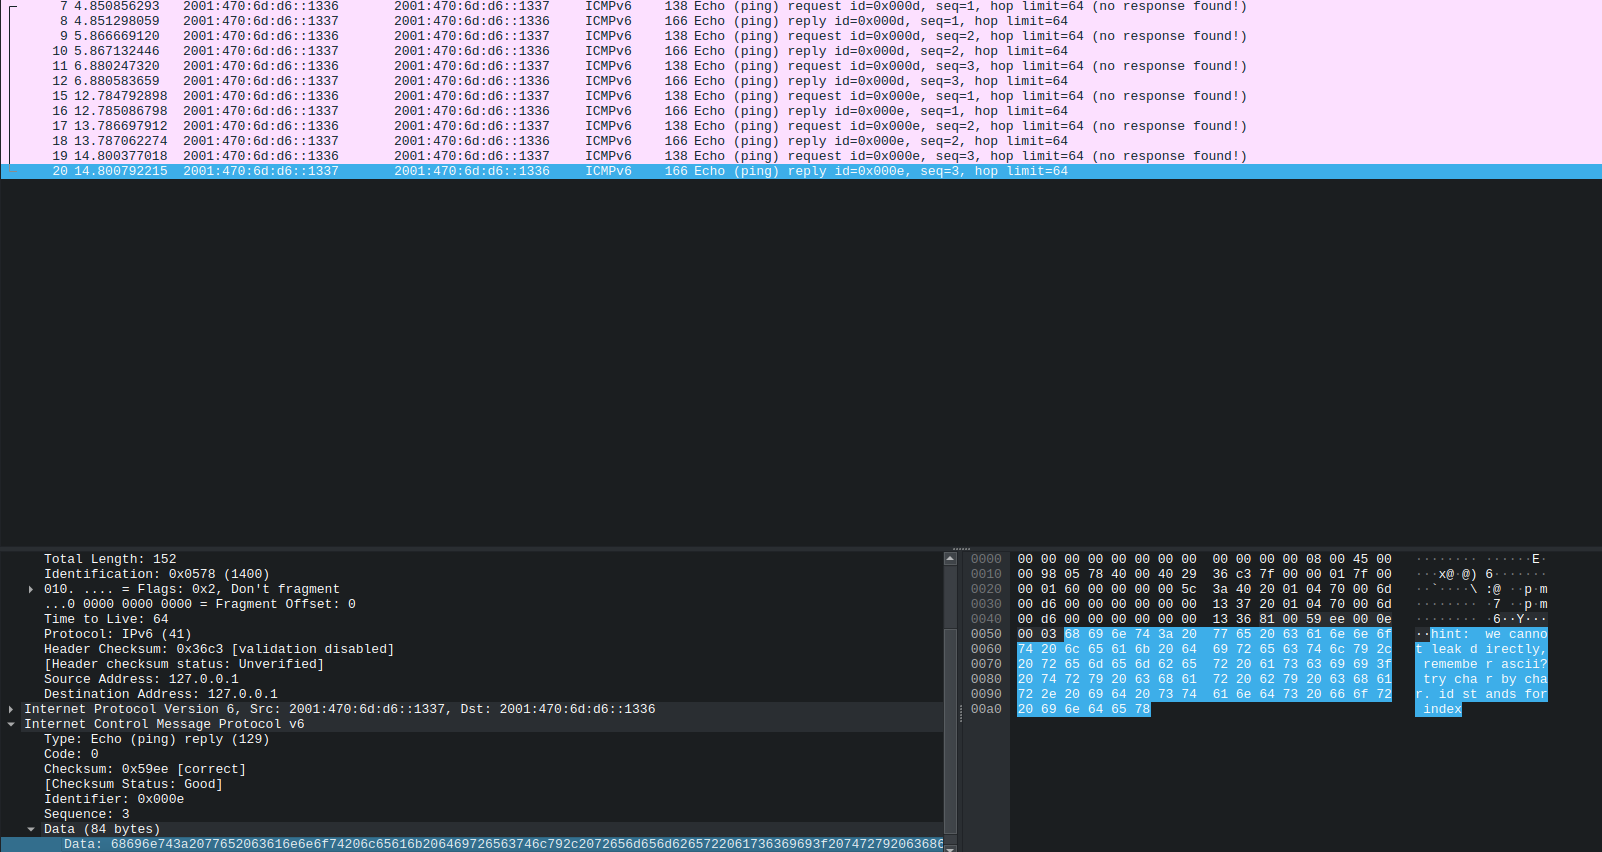 7 4.850856293 2001:470:6d:d6::1336 2001:470:6d:d6::1337 ICMPv6 138 Echo (ping) request id=0x000d, seq=1, hop limit=64 (no response found!)
8 4.851298059 2001:470:6d:d6::1337 2001:470:6d:d6::1336 ICMPv6 166 Echo (ping) reply id=0x000d, seq=1, hop limit=64
9 5.866669120 2001:470:6d:d6::1336 2001:470:6d:d6::1337 ICMPv6 138 Echo (ping) request id=0x000d, seq=2, hop limit=64 (no response found!)
10 5.867132446 2001:470:6d:d6::1337 2001:470:6d:d6::1336 ICMPv6 166 Echo (ping) reply id=0x000d, seq=2, hop limit=64
11 6.880247320 2001:470:6d:d6::1336 2001:470:6d:d6::1337 ICMPv6 138 Echo (ping) request id=0x000d, seq=3, hop limit=64 (no response found!)
12 6.880583659 2001:470:6d:d6::1337 2001:470:6d:d6::1336 ICMPv6 166 Echo (ping) reply id=0x000d, seq=3, hop limit=64
15 12.784792898 2001:470:6d:d6::1336 2001:470:6d:d6::1337 ICMPv6 138 Echo (ping) request id=0x000e, seq=1, hop limit=64 (no response found!)
16 12.785086798 2001:470:6d:d6::1337 2001:470:6d:d6::1336 ICMPv6 166 Echo (ping) reply id=0x000e, seq=1, hop limit=64
17 13.786697912 2001:470:6d:d6::1336 2001:470:6d:d6::1337 ICMPv6 138 Echo (ping) request id=0x000e, seq=2, hop limit=64 (no response found!)
18 13.787062274 2001:470:6d:d6::1337 2001:470:6d:d6::1336 ICMPv6 166 Echo (ping) reply id=0x000e, seq=2, hop limit=64
19 14.800377018 2001:470:6d:d6::1336 2001:470:6d:d6::1337 ICMPv6 138 Echo (ping) request id=0x000e, seq=3, hop limit=64 (no response found!)
20 14.800792215 2001:470:6d:d6::1337 2001:470:6d:d6::1336 ICMPv6 166 Echo (ping) reply id=0x000e, seq=3, hop limit=64
Total Length: 152
Identification: 0x0578 (1400)
010. .... = Flags: 0x2, Don't fragment
...0 0000 0000 0000 = Fragment Offset: 0
Time to Live: 64
Protocol: IPv6 (41)
Header Checksum: 0x36c3 [validation disabled]
[Header checksum status: Unverified]
Source Address: 127.0.0.1
Destination Address: 127.0.0.1
Internet Protocol Version 6, Src: 2001:470:6d:d6::1337, Dst: 2001:470:6d:d6::1336
Internet Control Message Protocol v6
Type: Echo (ping) reply (129)
Code: 0
Checksum: 0x59ee [correct]
[Checksum Status: Good]
Identifier: 0x000e
Sequence: 3
Data (84 bytes)
Data: 68696e743a2077652063616e6e6f74206c65616b206469726563746c792c2072656d656d6265722061736369693f207472792063686
0000 00 00 00 00 00 00 00 00 00 00 00 00 08 00 45 00 ········ ······E·
0010 00 98 05 78 40 00 40 29 36 c3 7f 00 00 01 7f 00 ···x@·@) 6·······
0020 00 01 60 00 00 00 00 5c 3a 40 20 01 04 70 00 6d ··`····\ :@ ··p·m
0030 00 d6 00 00 00 00 00 00 13 37 20 01 04 70 00 6d ········ ·7 ··p·m
0040 00 d6 00 00 00 00 00 00 13 36 81 00 59 ee 00 0e ········ ·6··Y···
0050 00 03 68 69 6e 74 3a 20 77 65 20 63 61 6e 6e 6f ··hint: we canno
0060 74 20 6c 65 61 6b 20 64 69 72 65 63 74 6c 79 2c t leak d irectly,
0070 20 72 65 6d 65 6d 62 65 72 20 61 73 63 69 69 3f remembe r ascii?
0080 20 74 72 79 20 63 68 61 72 20 62 79 20 63 68 61 try cha r by cha
0090 72 2e 20 69 64 20 73 74 61 6e 64 73 20 66 6f 72 r. id st ands for
00a0 20 69 6e 64 65 78 index